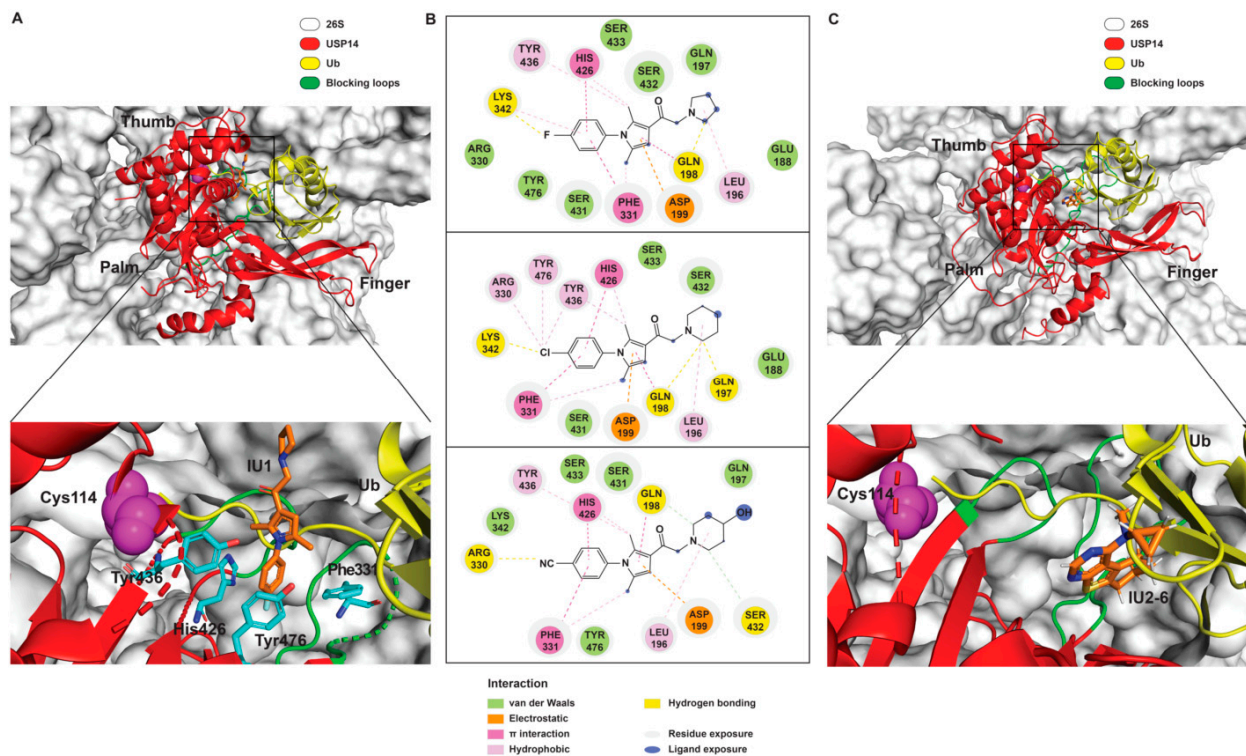 A
26S
USP14
Ub
Blocking loops
Thumb
Palm
Finger
IU1
Ub
Cys114
Tyr436
His426
Tyr476
Phe331
B
SER
433
TYR
436
HIS
426
SER
432
GLN
197
LYS
342
F
N
O
N
ARG
330
GLN
198
GLU
188
TYR
476
SER
431
PHE
331
ASP
199
LEU
196
SER
433
TYR
476
HIS
426
ARG
330
TYR
436
SER
432
LYS
342
Cl
N
O
N
GLU
188
PHE
331
GLN
198
GLN
197
SER
431
ASP
199
LEU
196
SER
433
SER
431
GLN
197
TYR
436
HIS
426
GLN
198
OH
LYS
342
O
N
N
ARG
330
NC
ASP
199
SER
432
PHE
331
TYR
476
LEU
196
Interaction
van der Waals
Electrostatic
π interaction
Hydrophobic
Hydrogen bonding
Residue exposure
Ligand exposure
C
26S
USP14
Ub
Blocking loops
Thumb
Palm
Finger
Ub
Cys114
IU2-6